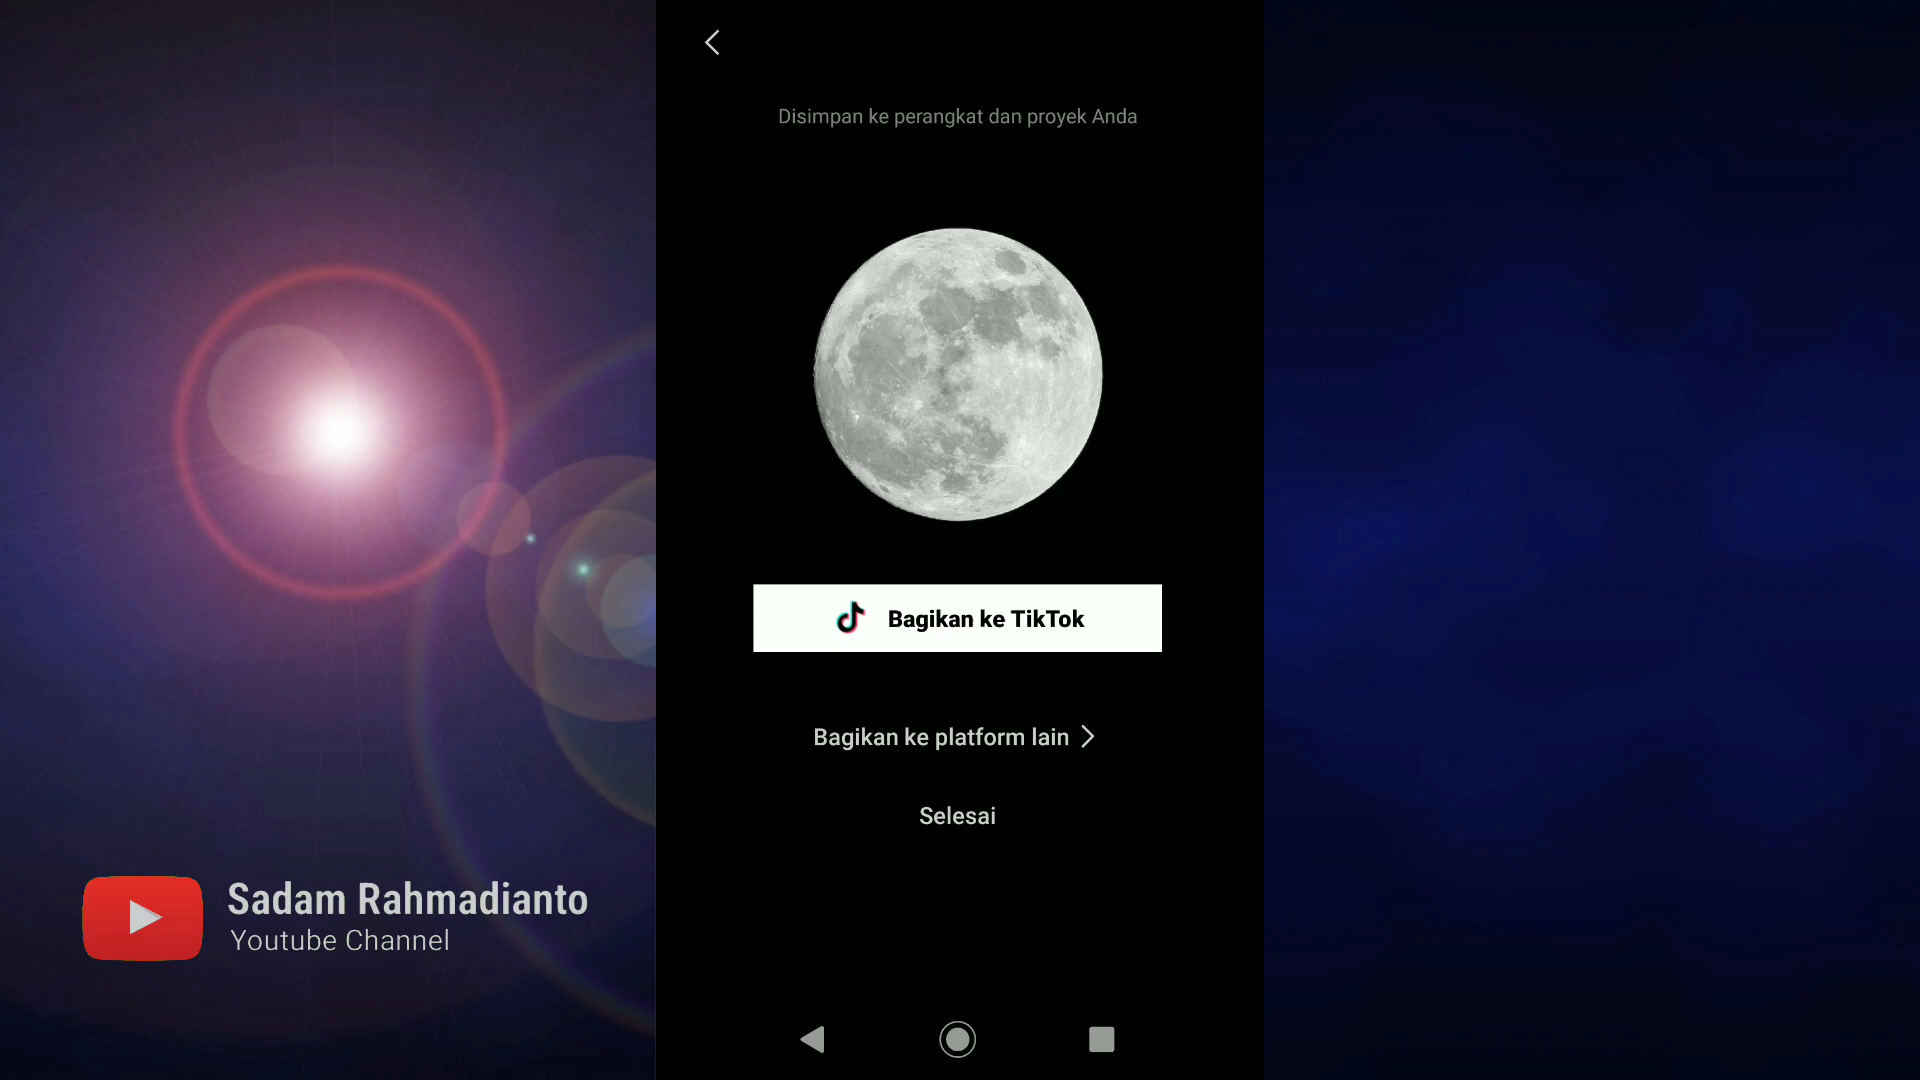 Disimpan ke perangkat dan proyek Anda
Bagikan ke TikTok
Bagikan ke platform lain
Selesai
Sadam Rahmadianto
Youtube Channel